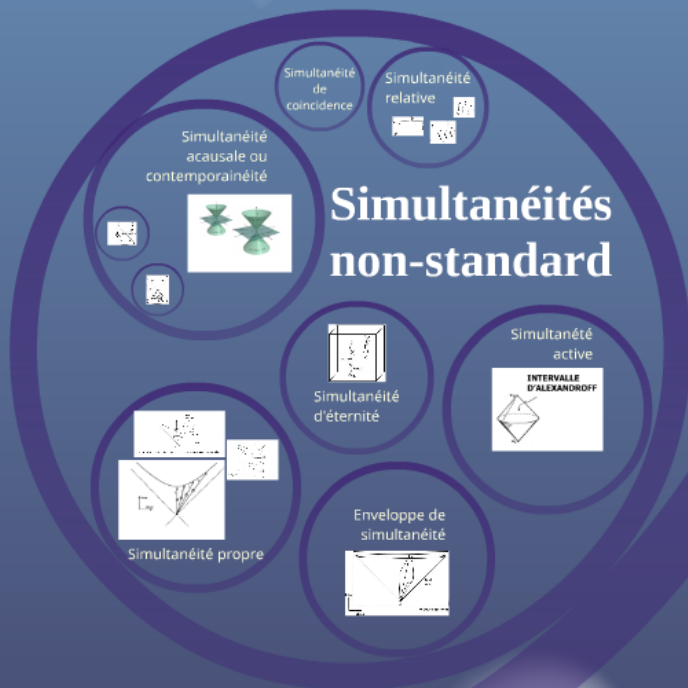 Simultanéité
de
coincidence
Simultanéité
relative
Simultanéité
acausale ou
contemporainéité
Simultanéités
non-standard
Simultanéité
d'éternité
Simultanété
active
INTERVALLE
D'ALEXANDROFF
Simultanéité propre
Enveloppe de
simultanéité